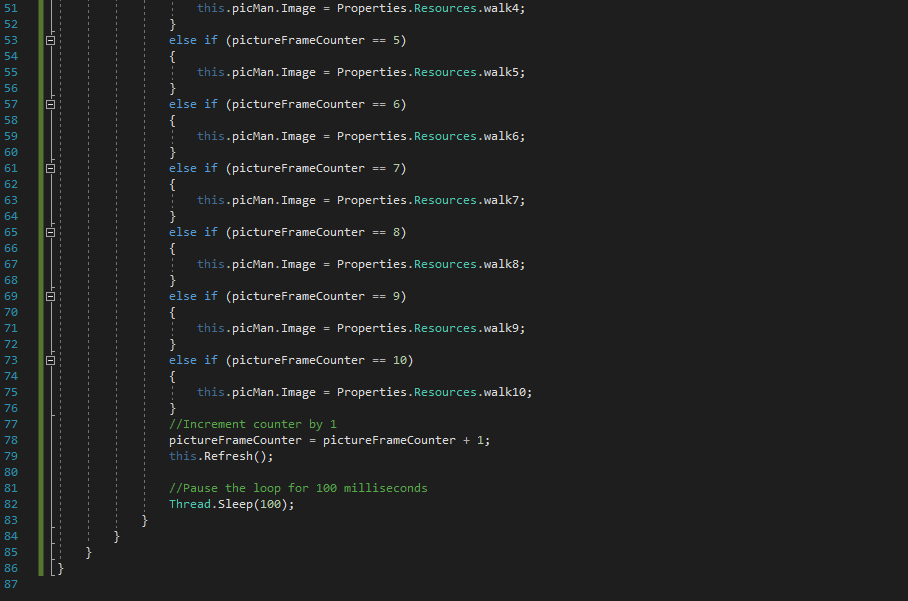 51 this.picMan.Image = Properties.Resources.walk4;
52 }
53 else if (pictureFrameCounter == 5)
54 {
55 this.picMan.Image = Properties.Resources.walk5;
56 }
57 else if (pictureFrameCounter == 6)
58 {
59 this.picMan.Image = Properties.Resources.walk6;
60 }
61 else if (pictureFrameCounter == 7)
62 {
63 this.picMan.Image = Properties.Resources.walk7;
64 }
65 else if (pictureFrameCounter == 8)
66 {
67 this.picMan.Image = Properties.Resources.walk8;
68 }
69 else if (pictureFrameCounter == 9)
70 {
71 this.picMan.Image = Properties.Resources.walk9;
72 }
73 else if (pictureFrameCounter == 10)
74 {
75 this.picMan.Image = Properties.Resources.walk10;
76 }
77 //Increment counter by 1
78 pictureFrameCounter = pictureFrameCounter + 1;
79 this.Refresh();
80
81 //Pause the loop for 100 milliseconds
82 Thread.Sleep(100);
83 }
84 }
85 }
86 }
87